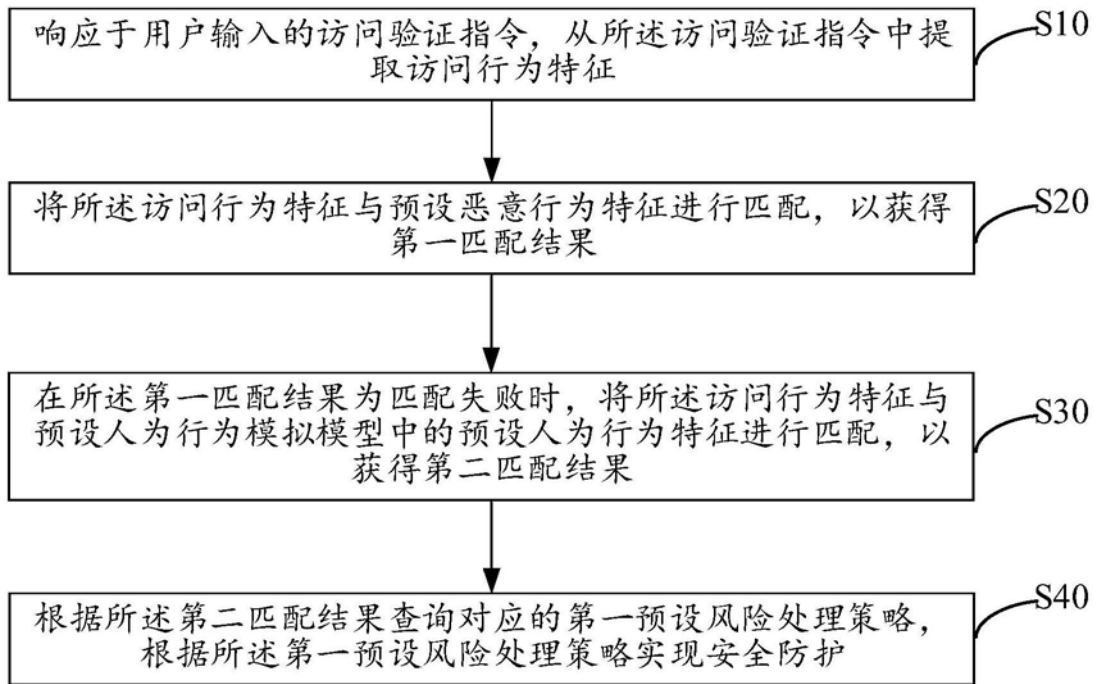 响应于用户输入的访问验证指令，从所述访问验证指令中提
取访问行为特征
S10
将所述访问行为特征与预设恶意行为特征进行匹配，以获得
第一匹配结果
S20
在所述第一匹配结果为匹配失败时，将所述访问行为特征与
预设人为行为模拟模型中的预设人为行为特征进行匹配，以
获得第二匹配结果
S30
根据所述第二匹配结果查询对应的第一预设风险处理策略，
根据所述第一预设风险处理策略实现安全防护
S40